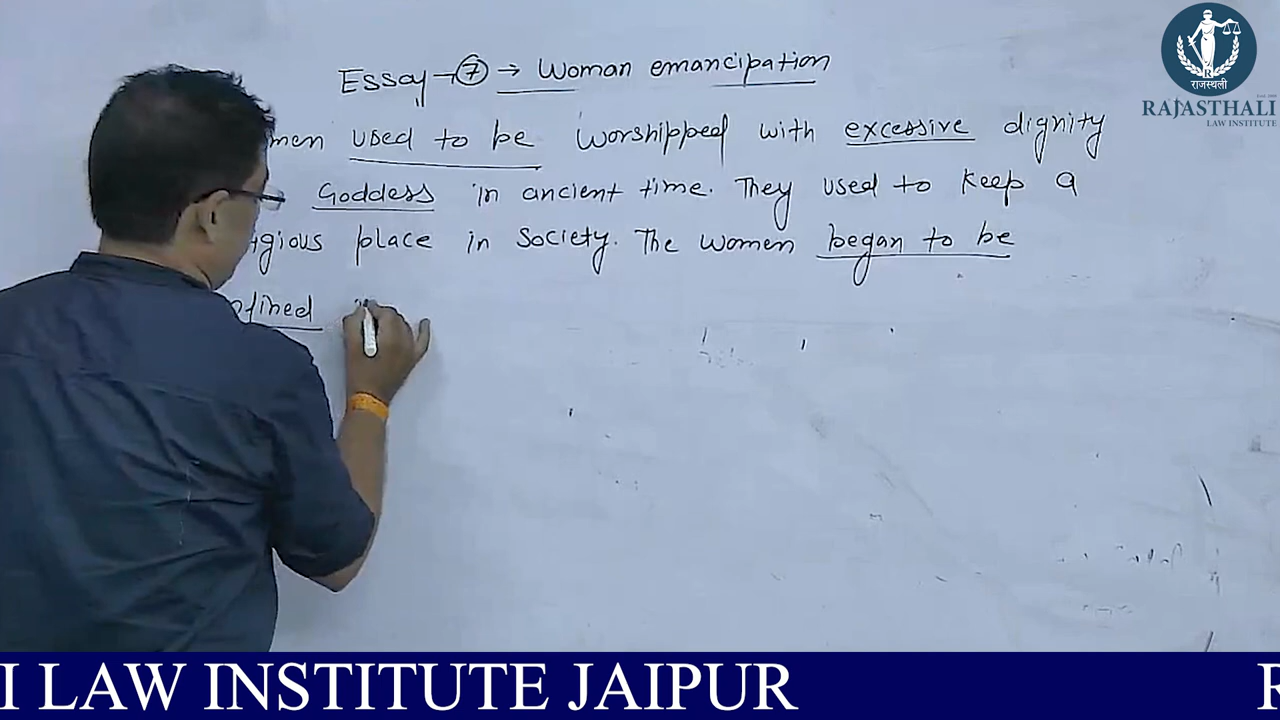 Essay → 7 → Woman emancipation
men used to be worshipped with excessive dignity
Goddess in ancient time. They used to keep a
gious place in society. The women began to be
nfined
राजस्थली
RAJASTHALI
LAW INSTITUTE
I LAW INSTITUTE JAIPUR R